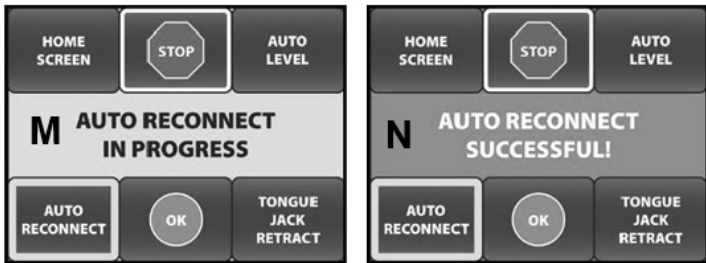 HOME
SCREEN
STOP
AUTO
LEVEL
M AUTO RECONNECT
IN PROGRESS
AUTO
RECONNECT
OK
TONGUE
JACK
RETRACT
HOME
SCREEN
STOP
AUTO
LEVEL
N AUTO RECONNECT
SUCCESSFUL!
AUTO
RECONNECT
OK
TONGUE
JACK
RETRACT